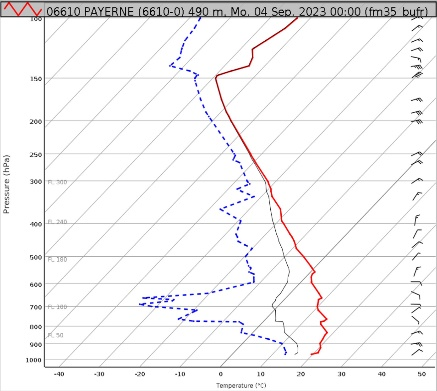 06610 PAYERNE (6610-0) 490 m. Mo. 04 Sep. 2023 00:00 (fm35 bufr)
100
150
200
250
FL 300
300
FL 240
400
FL 180
500
600
FL 100
700
800
FL 50
900
1000
Pressure (hPa)
-40 -30 -20 -10 0 10 20 30 40 50
Temperature (°C)